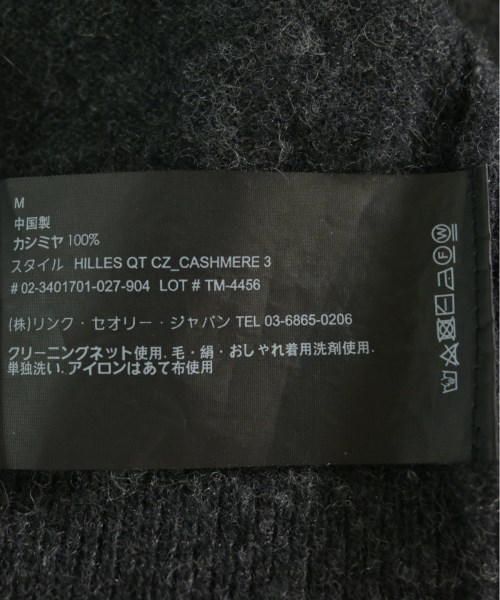 M
中国製
カシミヤ 100%
スタイル HILLES QT CZ_CASHMERE 3
# 02-3401701-027-904 LOT # TM-4456
(株)リンク・セオリー・ジャパン TEL 03-6865-0206
クリーニングネット使用. 毛・絹・おしゃれ着用洗剤使用.
単独洗い. アイロンはあて布使用